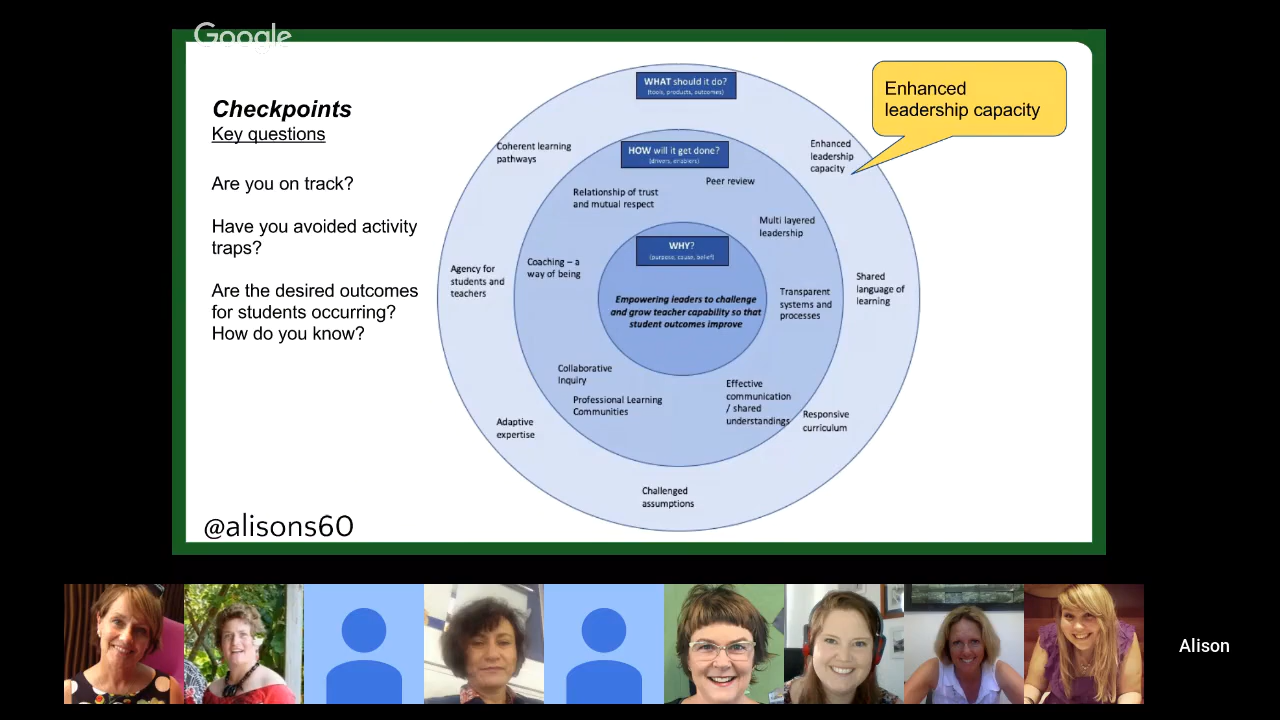 Google
Checkpoints
Key questions
Are you on track?
Have you avoided activity
traps?
Are the desired outcomes
for students occurring?
How do you know?
@alisons60
WHAT should it do?
(tools, products, outcomes)
Coherent learning
pathways
Enhanced
leadership
capacity
Agency for
students and
teachers
Shared
language of
learning
Adaptive
expertise
Responsive
curriculum
Challenged
assumptions
HOW will it get done?
(drivers, enablers)
Peer review
Relationship of trust
and mutual respect
Multi layered
leadership
Coaching – a
way of being
Transparent
systems and
processes
Collaborative
Inquiry
Professional Learning
Communities
Effective
communication
/ shared
understandings
WHY?
(purpose, cause, belief)
Empowering leaders to challenge
and grow teacher capability so that
student outcomes improve
Enhanced
leadership capacity
Alison